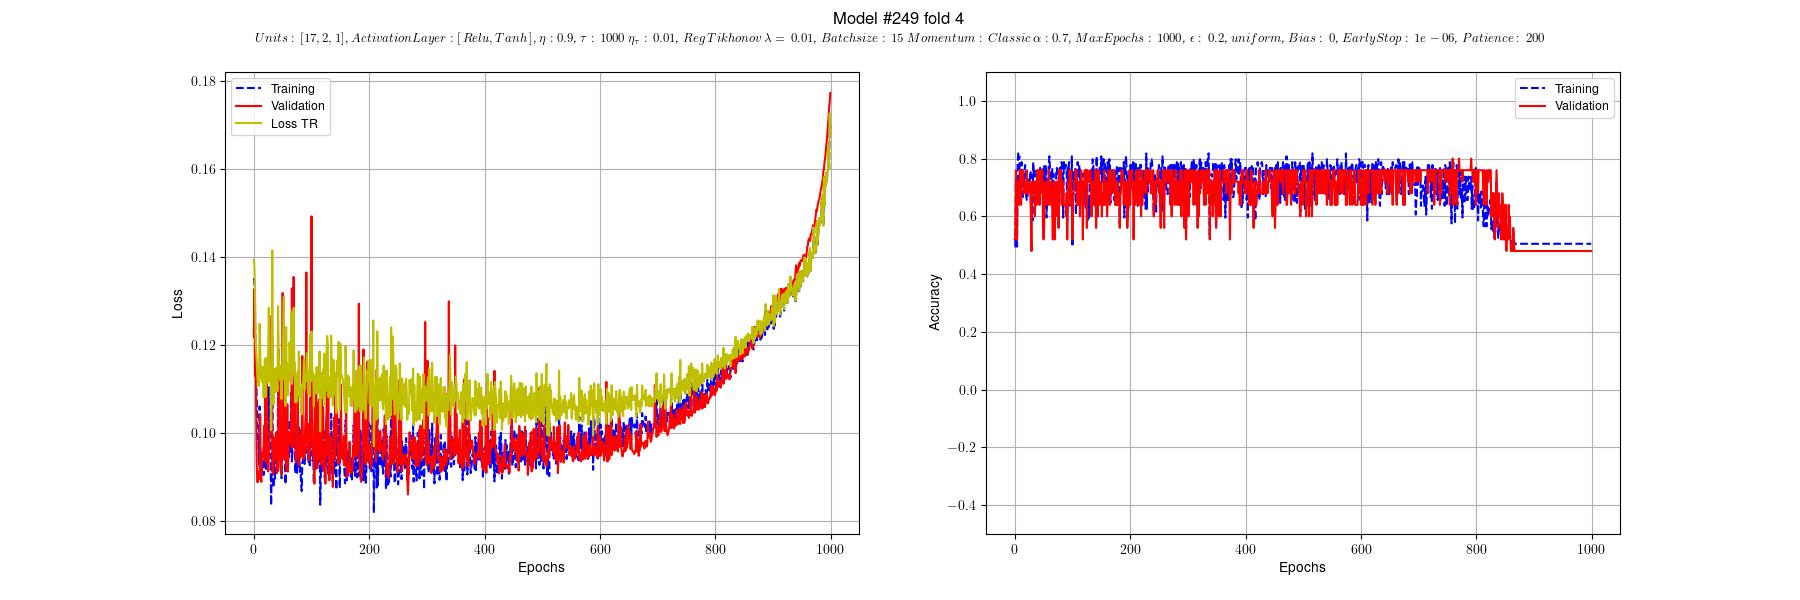 Model #249 fold 4
Units : [17, 2, 1], ActivationLayer : [Relu, Tanh], η : 0.9, τ : 1000 ητ : 0.01, RegTikhonov λ = 0.01, Batchsize : 15 Momentum : Classic α : 0.7, MaxEpochs : 1000, ϵ : 0.2, uniform, Bias : 0, EarlyStop : 1e − 06, Patience : 200
Training
Validation
Loss TR
0.18
0.16
0.14
0.12
0.10
0.08
Loss
0 200 400 600 800 1000
Epochs
Training
Validation
1.0
0.8
0.6
0.4
0.2
0.0
−0.2
−0.4
Accuracy
0 200 400 600 800 1000
Epochs